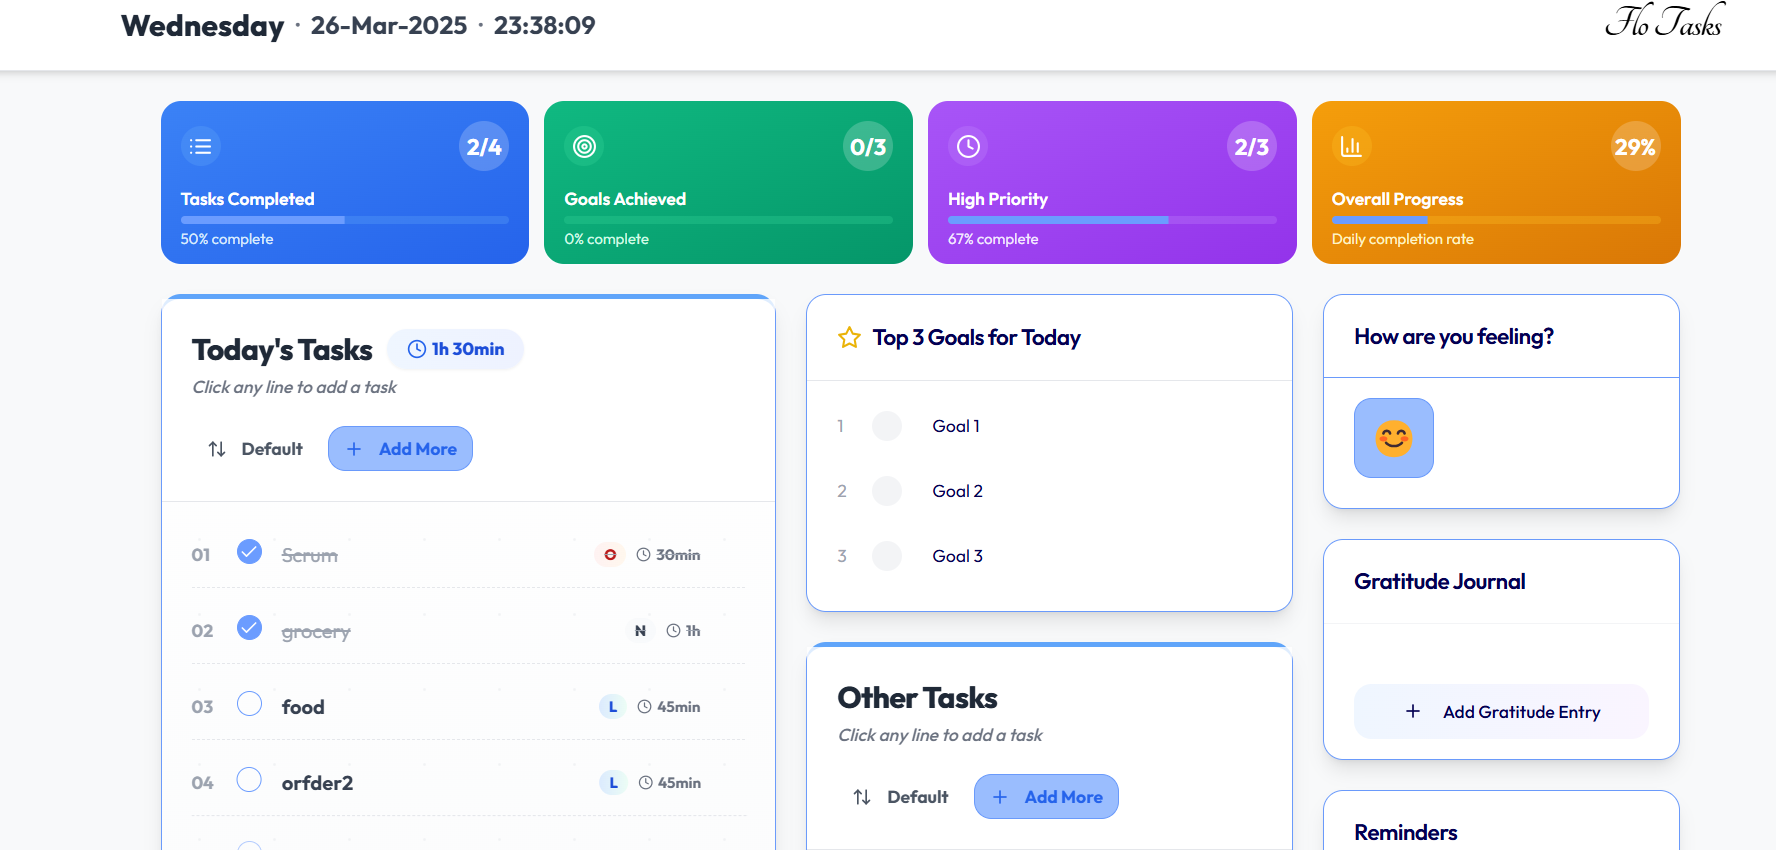 Wednesday · 26-Mar-2025 · 23:38:09
Flo Tasks
2/4
Tasks Completed
50% complete
0/3
Goals Achieved
0% complete
2/3
High Priority
67% complete
29%
Overall Progress
Daily completion rate
Today's Tasks 1h 30min
Click any line to add a task
Default + Add More
01 Scrum O 30min
02 grocery N 1h
03 food L 45min
04 orfder2 L 45min
Top 3 Goals for Today
1 Goal 1
2 Goal 2
3 Goal 3
Other Tasks
Click any line to add a task
Default + Add More
How are you feeling?
Gratitude Journal
+ Add Gratitude Entry
Reminders